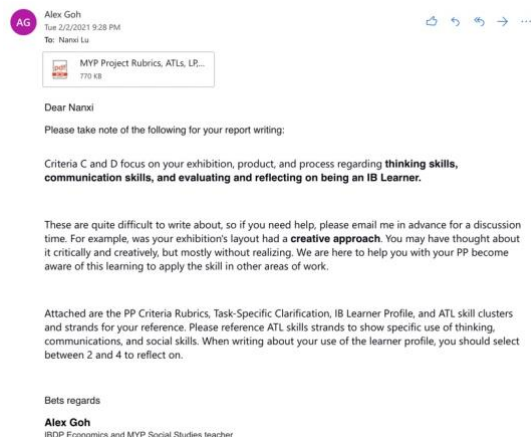 AG
Alex Goh
Tue 2/2/2021 9:28 PM
To: Nanxi Lu
MYP Project Rubrics, ATLs, LP,...
770 KB
Dear Nanxi
Please take note of the following for your report writing:
Criteria C and D focus on your exhibition, product, and process regarding thinking skills,
communication skills, and evaluating and reflecting on being an IB Learner.
These are quite difficult to write about, so if you need help, please email me in advance for a discussion
time. For example, was your exhibition's layout had a creative approach. You may have thought about
it critically and creatively, but mostly without realizing. We are here to help you with your PP become
aware of this learning to apply the skill in other areas of work.
Attached are the PP Criteria Rubrics, Task-Specific Clarification, IB Learner Profile, and ATL skill clusters
and strands for your reference. Please reference ATL skills strands to show specific use of thinking,
communications, and social skills. When writing about your use of the learner profile, you should select
between 2 and 4 to reflect on.
Bets regards
Alex Goh
IBDP Economics and MYP Social Studies teacher